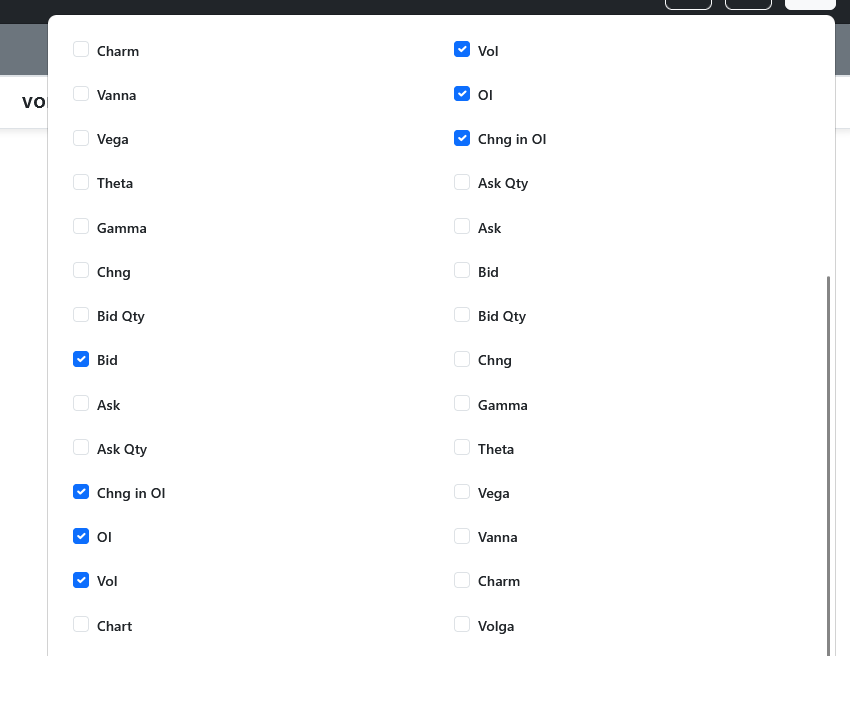 Charm
Vol
Vanna
OI
Vega
Chng in OI
Theta
Ask Qty
Gamma
Ask
Chng
Bid
Bid Qty
Bid Qty
Bid
Chng
Ask
Gamma
Ask Qty
Theta
Chng in OI
Vega
OI
Vanna
Vol
Charm
Chart
Volga